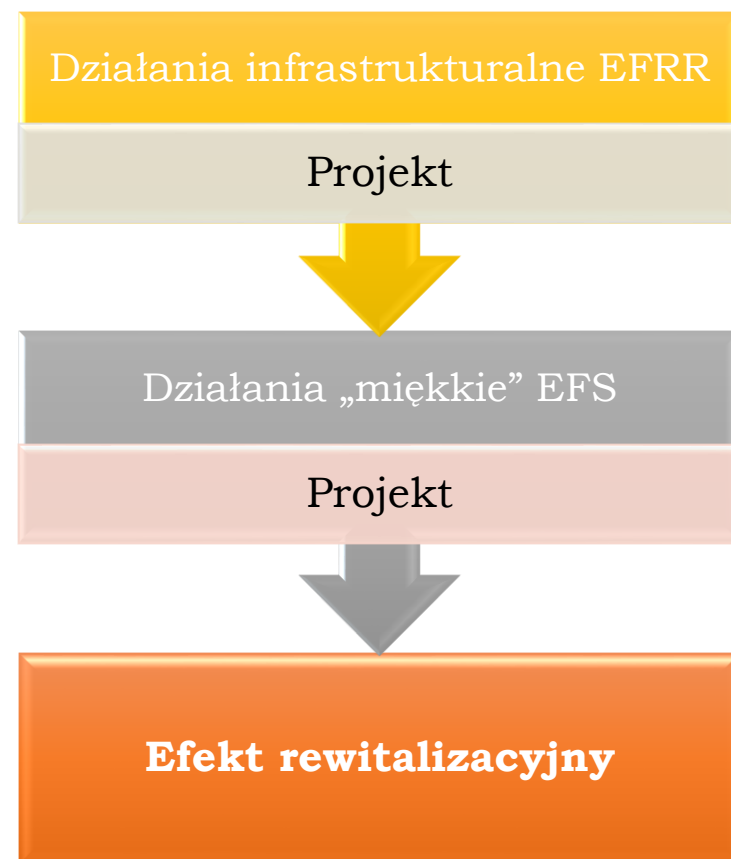 Działania infrastrukturalne EFRR
Projekt
Działania „miękkie” EFS
Projekt
Efekt rewitalizacyjny